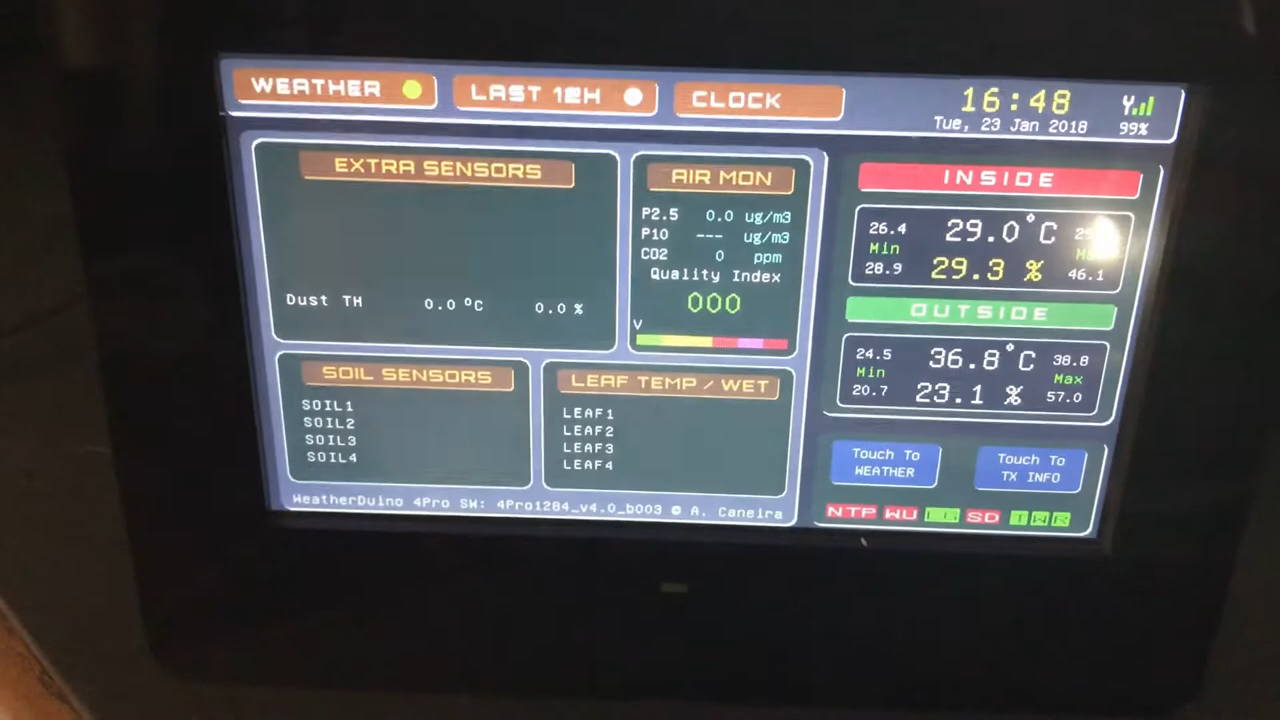 WEATHER
LAST 12H
CLOCK
16:48
Tue, 23 Jan 2018
99%
EXTRA SENSORS
Dust TH 0.0 ºC 0.0 %
AIR MON
P2.5 0.0 ug/m3
P10 --- ug/m3
CO2 0 ppm
Quality Index
000
V
INSIDE
26.4 29.0°C
Min
28.9 29.3 % 46.1
OUTSIDE
24.5 36.8°C 38.8
Min Max
20.7 23.1 % 57.0
SOIL SENSORS
SOIL1
SOIL2
SOIL3
SOIL4
LEAF TEMP / WET
LEAF1
LEAF2
LEAF3
LEAF4
Touch To
WEATHER
Touch To
TX INFO
WeatherDuino 4Pro SW: 4Pro1284_v4.0_b003 © A. Caneira
NTP WU SD